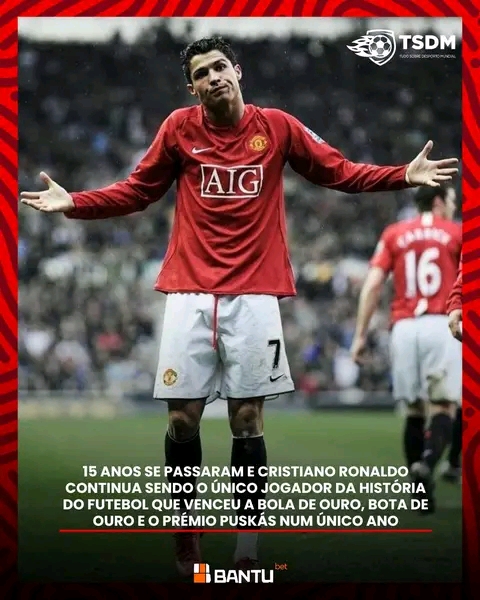 TSDM
TUDO SOBRE DESPORTO MUNDIAL
AIG
CARRICK
16
7
15 ANOS SE PASSARAM E CRISTIANO RONALDO
CONTINUA SENDO O ÚNICO JOGADOR DA HISTÓRIA
DO FUTEBOL QUE VENCEU A BOLA DE OURO, BOTA DE
OURO E O PRÉMIO PUSKÁS NUM ÚNICO ANO
BANTU bet